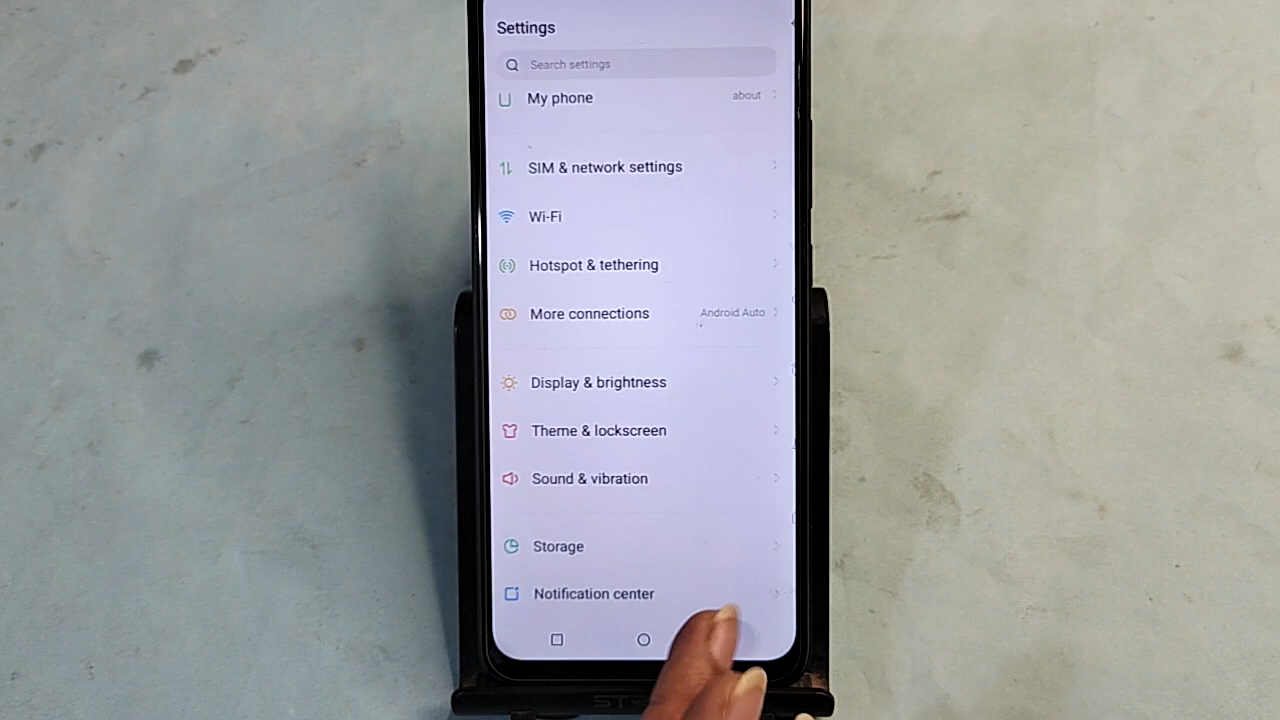 Settings
Search settings
My phone about
SIM & network settings
Wi-Fi
Hotspot & tethering
More connections Android Auto
Display & brightness
Theme & lockscreen
Sound & vibration
Storage
Notification center